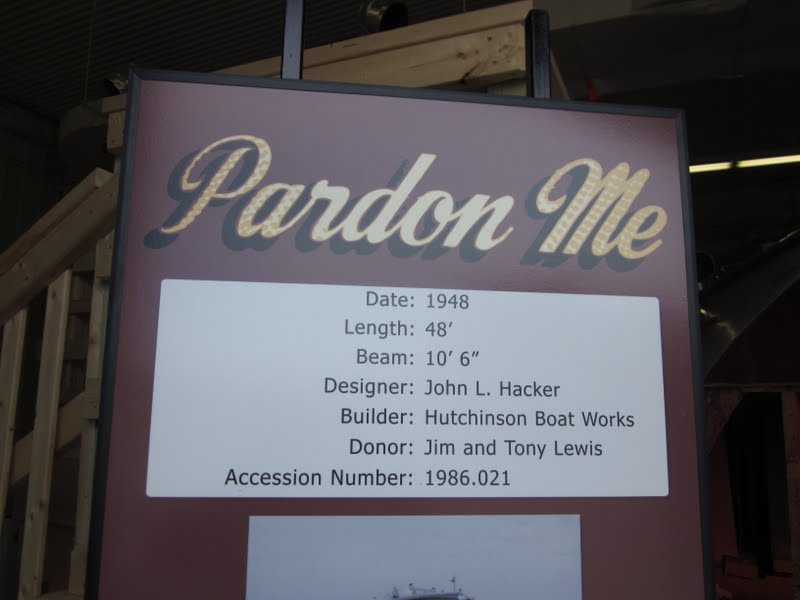 Pardon Me
Date: 1948
Length: 48′
Beam: 10′ 6″
Designer: John L. Hacker
Builder: Hutchinson Boat Works
Donor: Jim and Tony Lewis
Accession Number: 1986.021